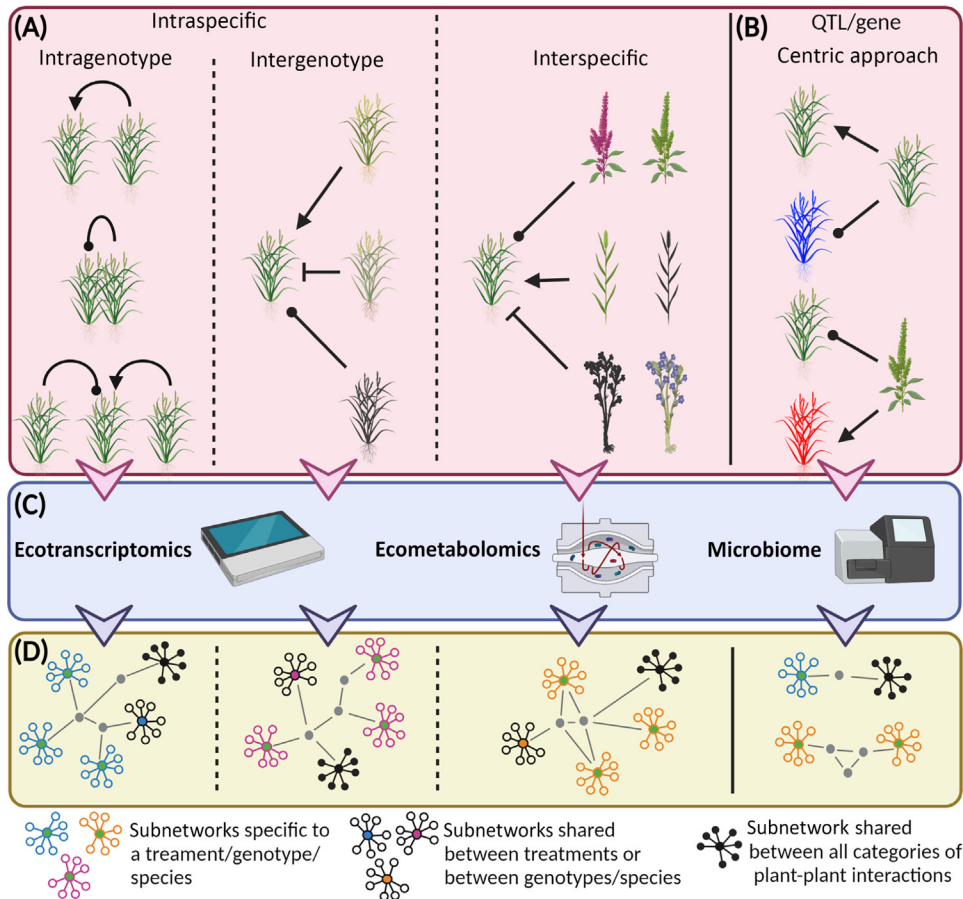 (A)
Intraspecific
Intragenotype
Intergenotype
Interspecific
(B)
QTL/gene
Centric approach
(C)
Ecotranscriptomics
Ecometabolomics
Microbiome
(D)
Subnetworks specific to
a treament/genotype/
species
Subnetworks shared
between treatments or
between genotypes/species
Subnetwork shared
between all categories of
plant-plant interactions